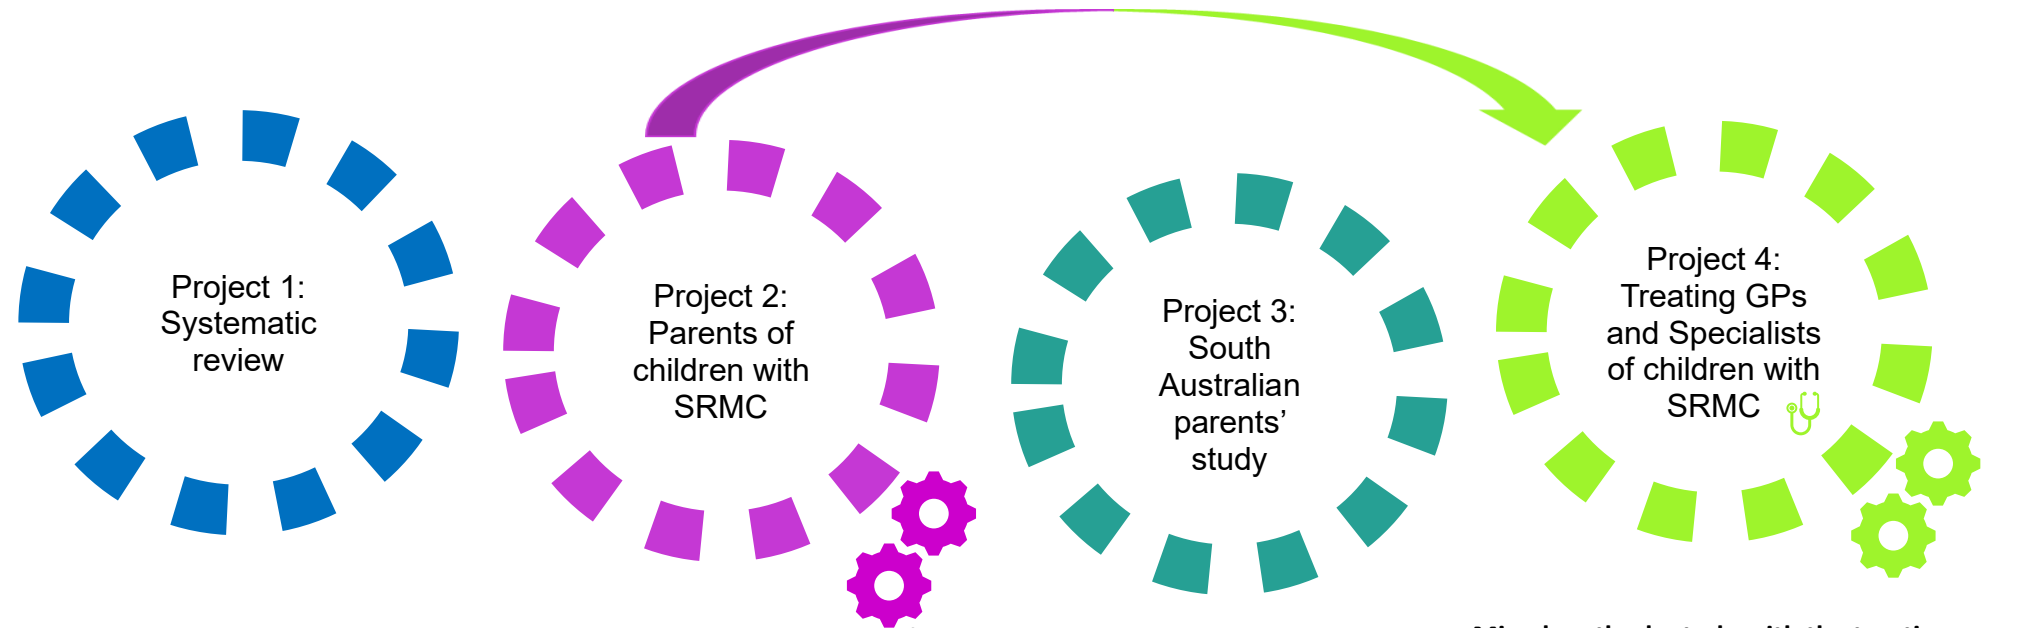 Project 1:
Systematic
review
Project 2:
Parents of
children with
SRMC
Project 3:
South
Australian
parents’
study
Project 4:
Treating GPs
and Specialists
of children with
SRMC